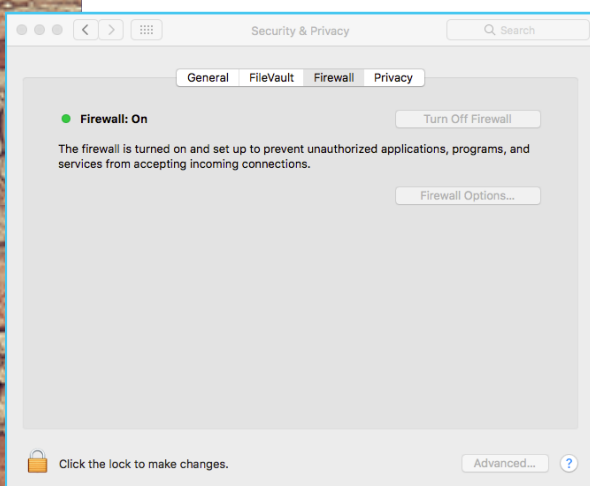 Security & Privacy
Search
General FileVault Firewall Privacy
Firewall: On
Turn Off Firewall
The firewall is turned on and set up to prevent unauthorized applications, programs, and
services from accepting incoming connections.
Firewall Options...
Click the lock to make changes.
Advanced...
?